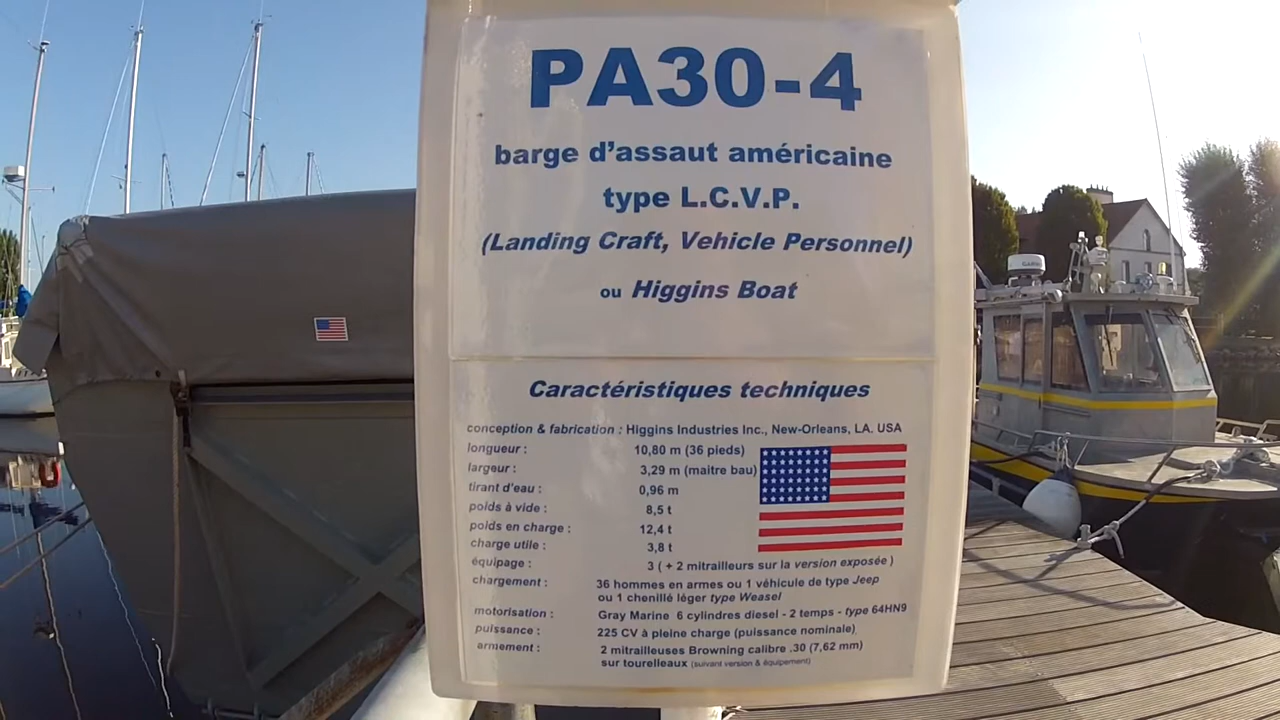 PA30-4
barge d'assaut américaine
type L.C.V.P.
(Landing Craft, Vehicle Personnel)
ou Higgins Boat
Caractéristiques techniques
conception & fabrication : Higgins Industries Inc., New-Orleans, LA. USA
longueur : 10,80 m (36 pieds)
largeur : 3,29 m (maitre bau)
tirant d'eau : 0,96 m
poids à vide : 8,5 t
poids en charge : 12,4 t
charge utile : 3,8 t
équipage : 3 ( + 2 mitrailleurs sur la version exposée )
chargement : 36 hommes en armes ou 1 véhicule de type Jeep
ou 1 chenillé léger type Weasel
motorisation : Gray Marine 6 cylindres diesel - 2 temps - type 64HN9
puissance : 225 CV à pleine charge (puissance nominale)
armement : 2 mitrailleuses Browning calibre .30 (7,62 mm)
sur tourelleaux (suivant version & équipement)